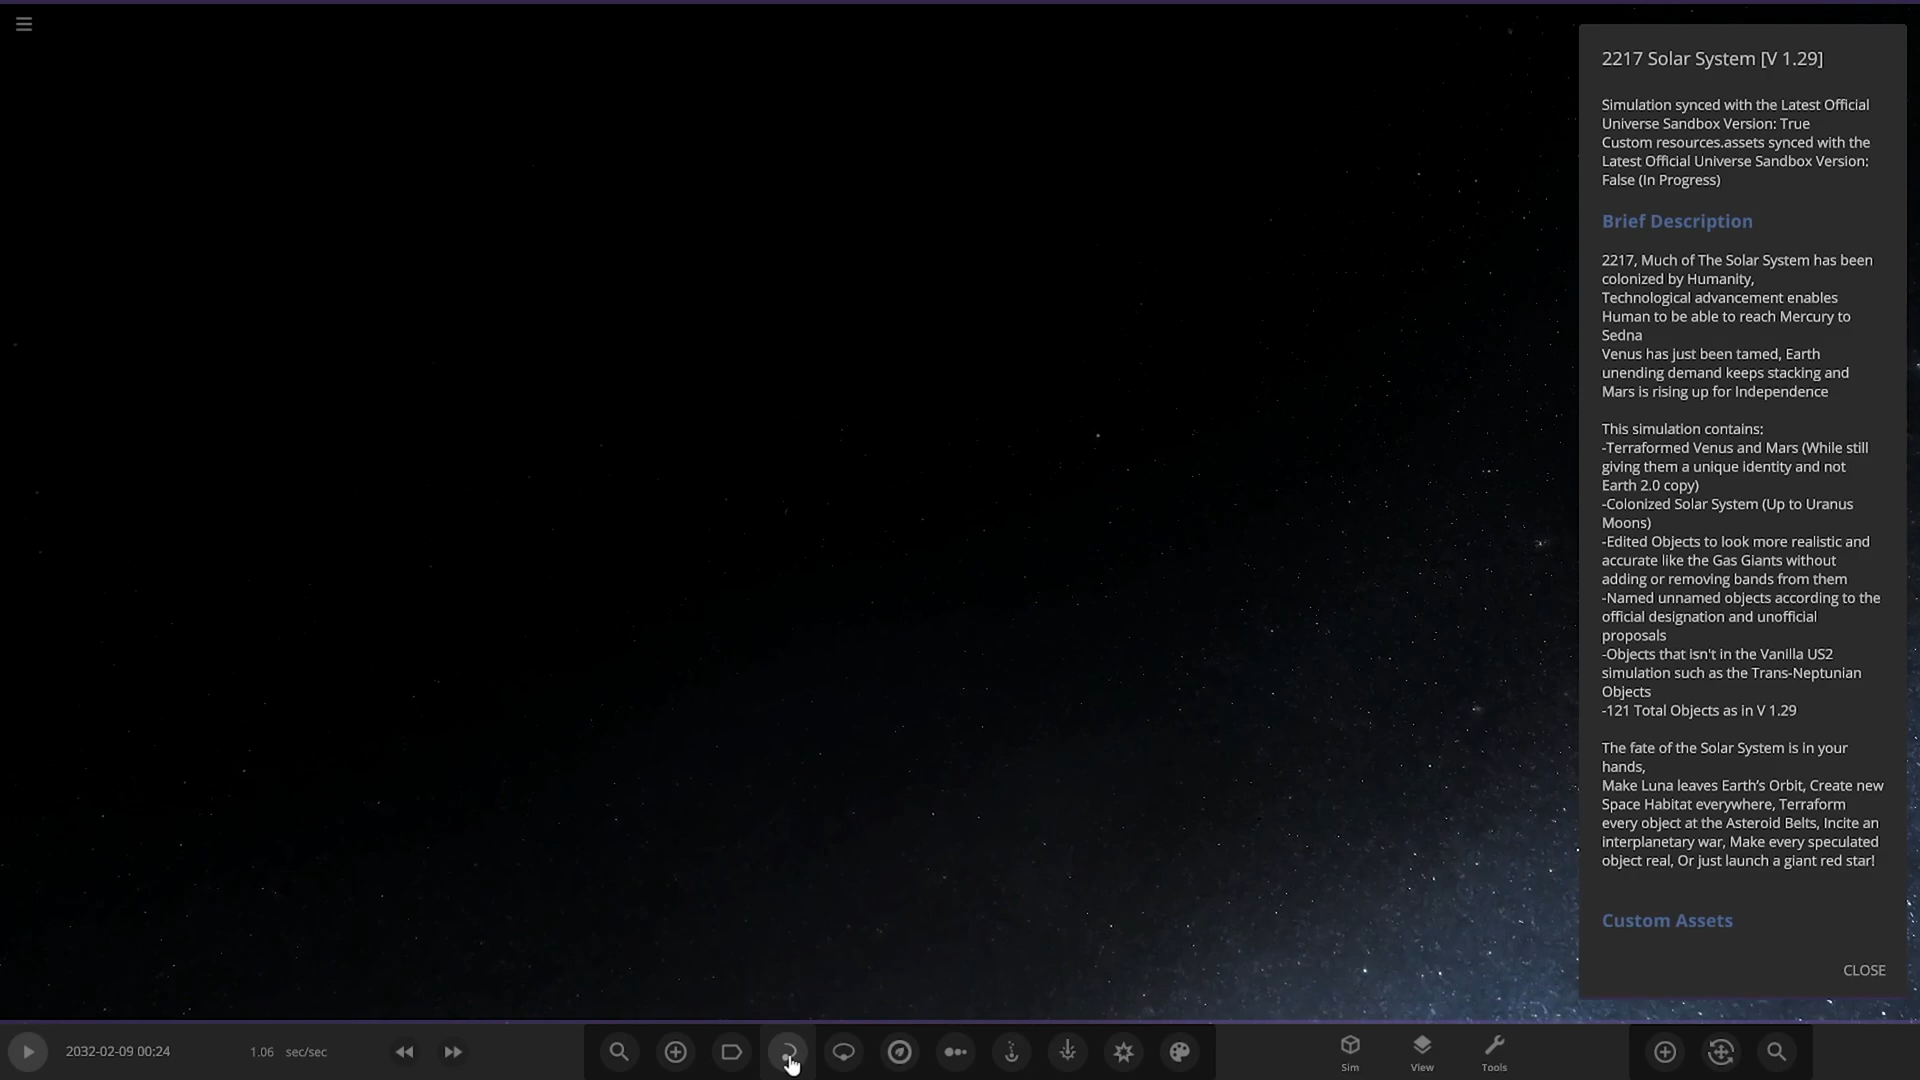 2217 Solar System [V 1.29]
Simulation synced with the Latest Official
Universe Sandbox Version: True
Custom resources.assets synced with the
Latest Official Universe Sandbox Version:
False (In Progress)
Brief Description
2217, Much of The Solar System has been
colonized by Humanity,
Technological advancement enables
Human to be able to reach Mercury to
Sedna
Venus has just been tamed, Earth
unending demand keeps stacking and
Mars is rising up for Independence
This simulation contains:
-Terraformed Venus and Mars (While still
giving them a unique identity and not
Earth 2.0 copy)
-Colonized Solar System (Up to Uranus
Moons)
-Edited Objects to look more realistic and
accurate like the Gas Giants without
adding or removing bands from them
-Named unnamed objects according to the
official designation and unofficial
proposals
-Objects that isn't in the Vanilla US2
simulation such as the Trans-Neptunian
Objects
-121 Total Objects as in V 1.29
The fate of the Solar System is in your
hands,
Make Luna leaves Earth's Orbit, Create new
Space Habitat everywhere, Terraform
every object at the Asteroid Belts, Incite an
interplanetary war, Make every speculated
object real, Or just launch a giant red star!
Custom Assets
CLOSE
2032-02-09 00:24
1.06 sec/sec
Sim
View
Tools